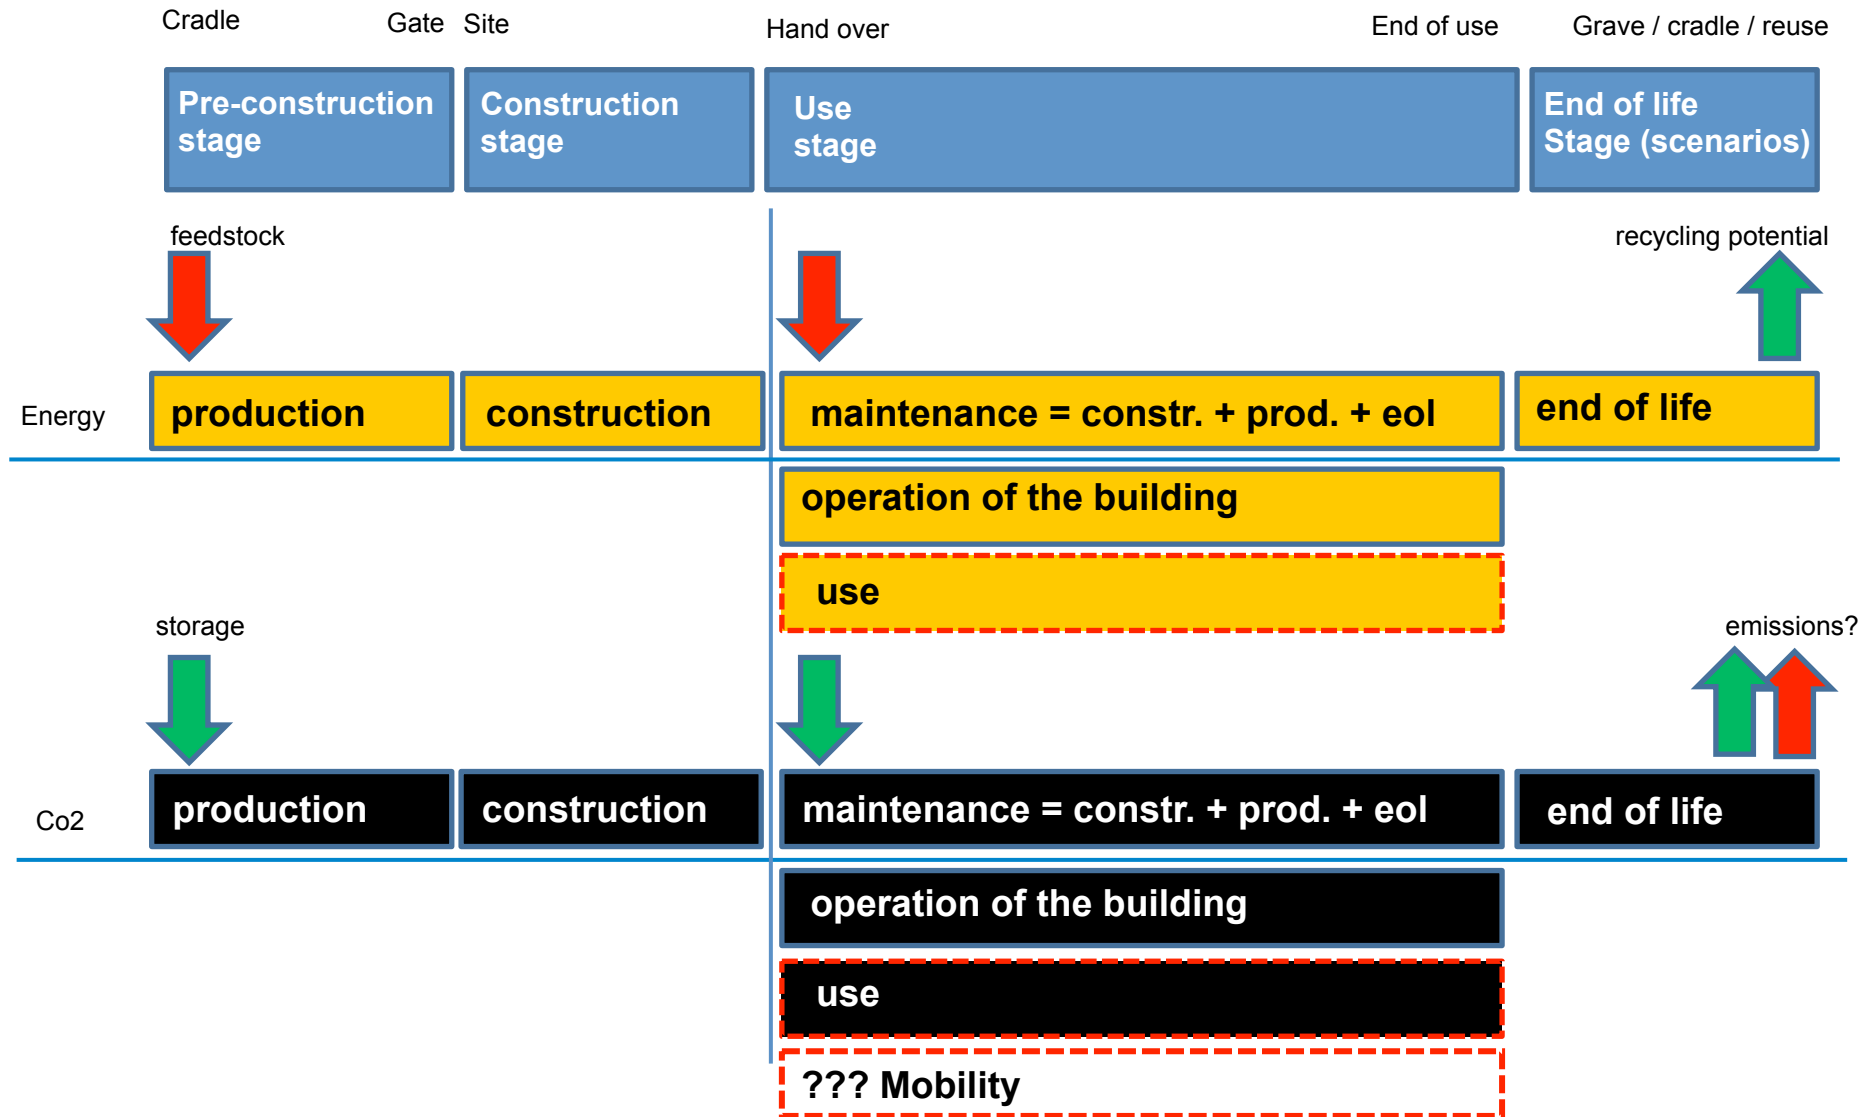 Cradle
Gate
Site
Hand over
End of use
Grave / cradle / reuse
Pre-construction
stage
Construction
stage
Use
stage
End of life
Stage (scenarios)
feedstock
recycling potential
Energy
production
construction
maintenance = constr. + prod. + eol
end of life
operation of the building
use
storage
emissions?
Co2
production
construction
maintenance = constr. + prod. + eol
end of life
operation of the building
use
??? Mobility